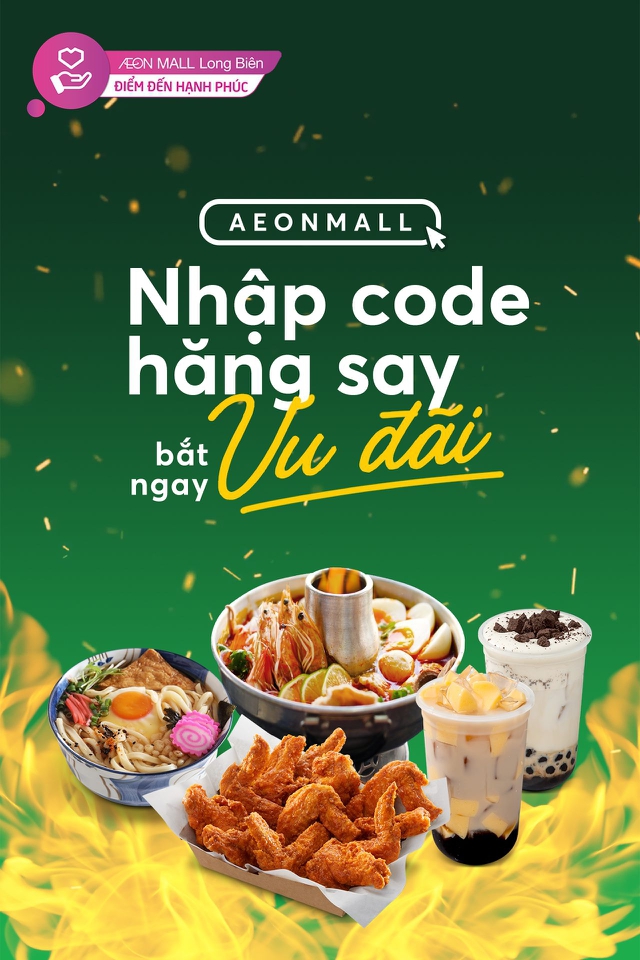 ÆON MALL Long Biên
ĐIỂM ĐẾN HẠNH PHÚC
AEONMALL
Nhập code
hăng say
bắt
ngay
Ưu đãi